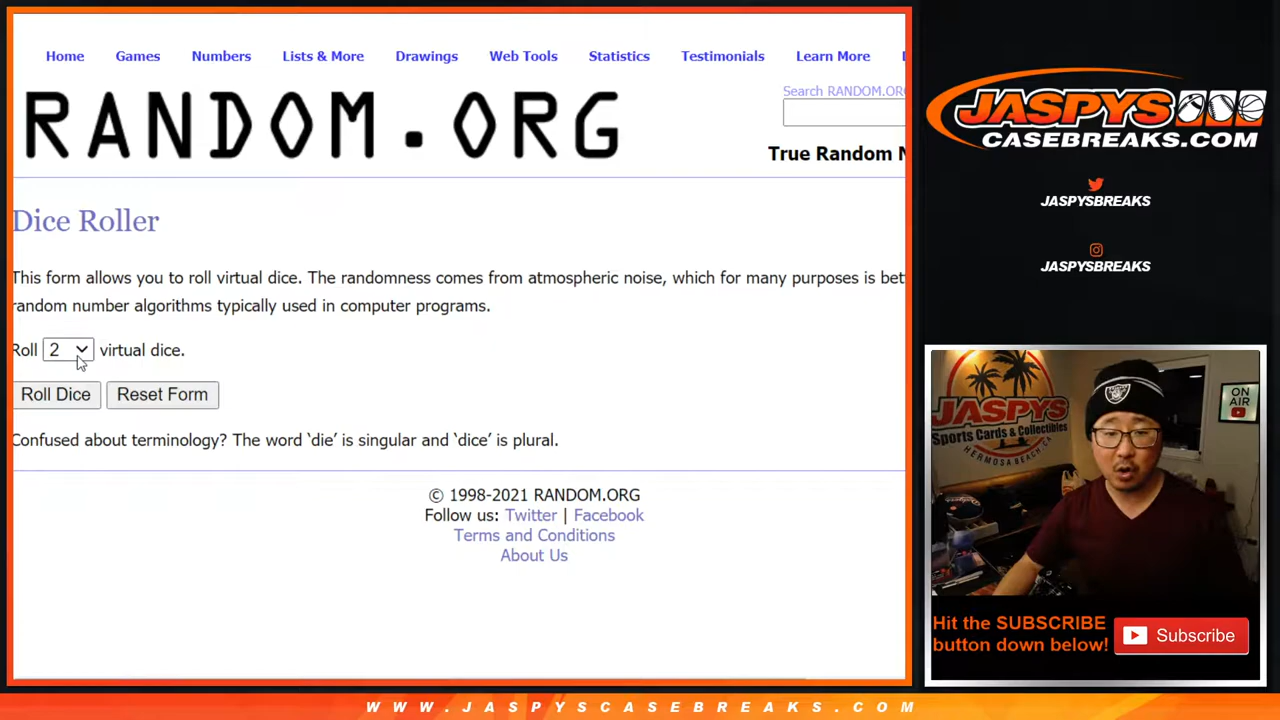 Home Games Numbers Lists & More Drawings Web Tools Statistics Testimonials Learn More
RANDOM.ORG
Search RANDOM.ORG
True Random N
Dice Roller
This form allows you to roll virtual dice. The randomness comes from atmospheric noise, which for many purposes is bet
random number algorithms typically used in computer programs.
Roll 2 virtual dice.
Roll Dice Reset Form
Confused about terminology? The word ‘die’ is singular and ‘dice’ is plural.
© 1998-2021 RANDOM.ORG
Follow us: Twitter | Facebook
Terms and Conditions
About Us
JASPYS
CASEBREAKS.COM
JASPYSBREAKS
JASPYSBREAKS
JASPYS
Sports Cards & Collectibles
HERMOSA BEACH, CA
ON
AIR
Hit the SUBSCRIBE
button down below!
Subscribe
WWW.JASPYSCASEBREAKS.COM